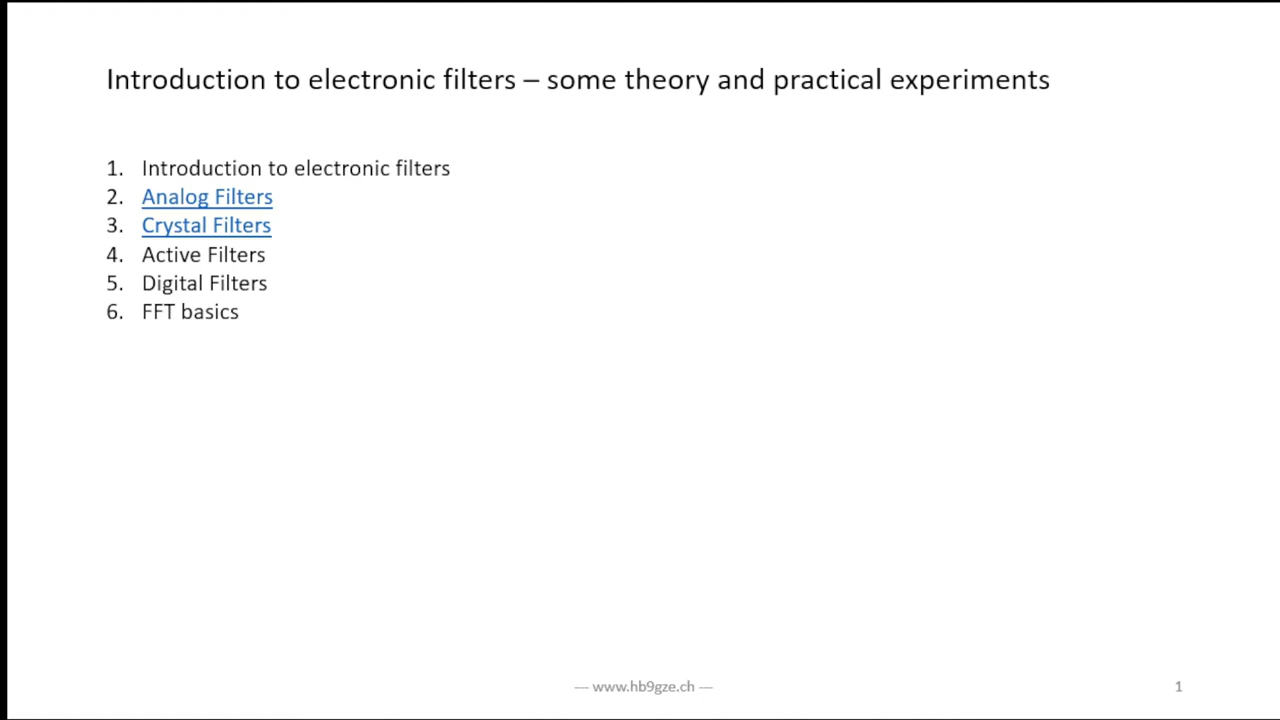 Introduction to electronic filters – some theory and practical experiments
1. Introduction to electronic filters
2. Analog Filters
3. Crystal Filters
4. Active Filters
5. Digital Filters
6. FFT basics
--- www.hb9gze.ch ---
1